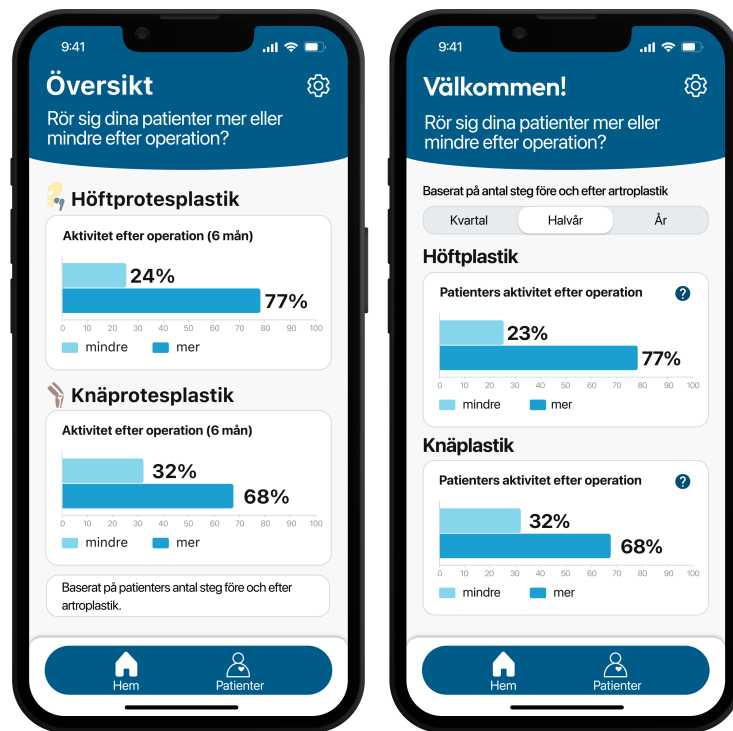 9:41
Översikt
Rör sig dina patienter mer eller
mindre efter operation?
Höftprotesplastik
Aktivitet efter operation (6 mån)
24%
77%
0 10 20 30 40 50 60 70 80 90 100
mindre mer
Knäprotesplastik
Aktivitet efter operation (6 mån)
32%
68%
0 10 20 30 40 50 60 70 80 90 100
mindre mer
Baserat på patienters antal steg före och efter
artroplastik.
Hem Patienter
9:41
Välkommen!
Rör sig dina patienter mer eller
mindre efter operation?
Baserat på antal steg före och efter artroplastik
Kvartal Halvår År
Höftplastik
Patienters aktivitet efter operation ?
23%
77%
0 10 20 30 40 50 60 70 80 90 100
mindre mer
Knäplastik
Patienters aktivitet efter operation ?
32%
68%
0 10 20 30 40 50 60 70 80 90 100
mindre mer
Hem Patienter